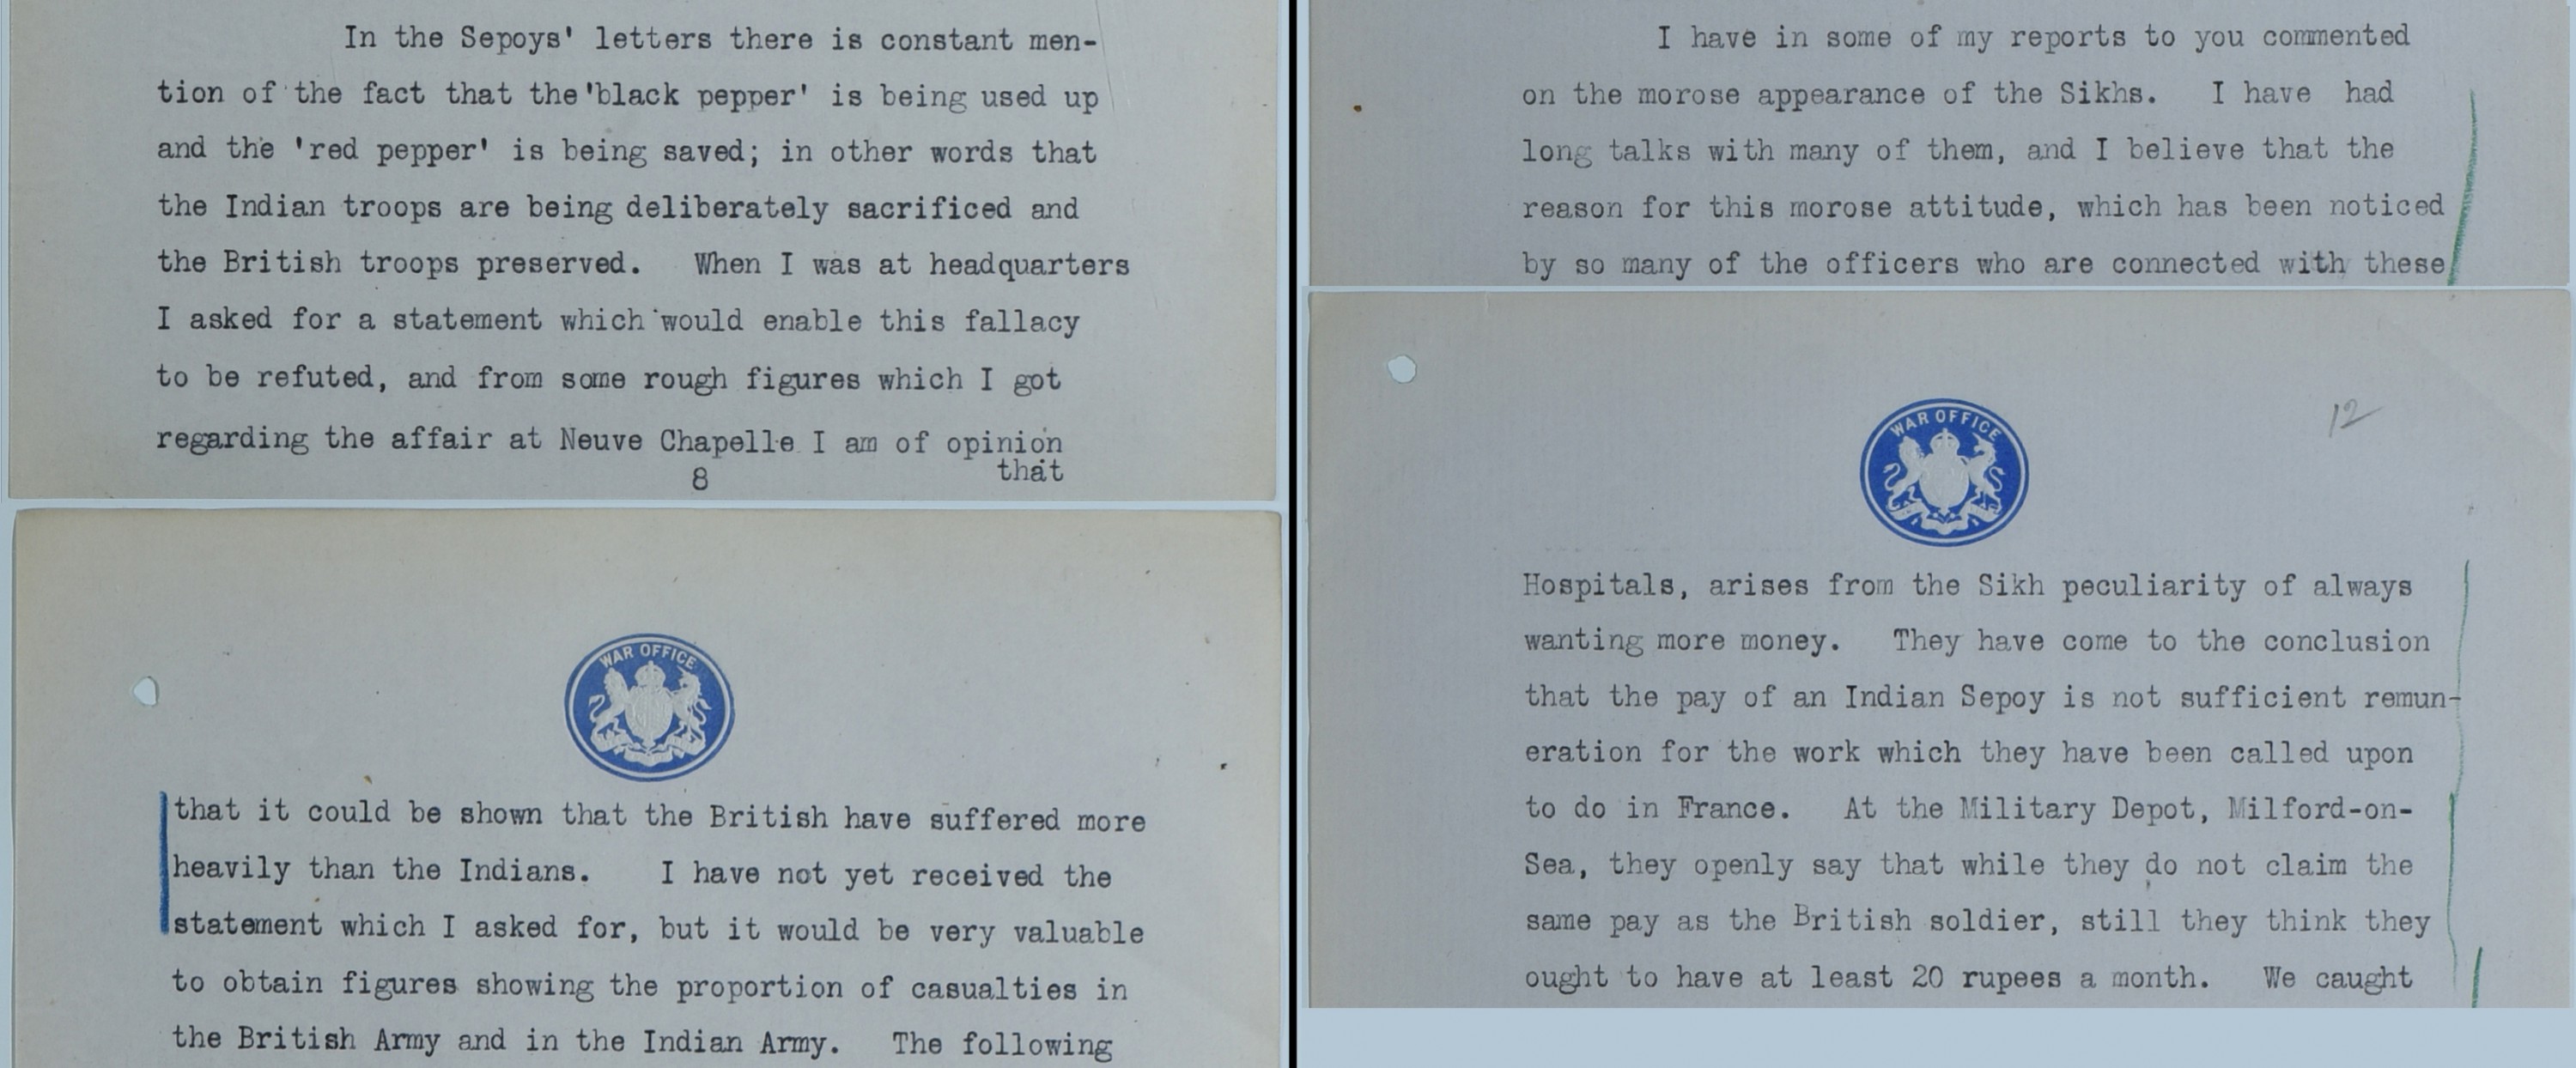 In the Sepoys' letters there is constant men-
tion of the fact that the 'black pepper' is being used up
and the 'red pepper' is being saved; in other words that
the Indian troops are being deliberately sacrificed and
the British troops preserved. When I was at headquarters
I asked for a statement which would enable this fallacy
to be refuted, and from some rough figures which I got
regarding the affair at Neuve Chapelle I am of opinion
that
8
WAR OFFICE
that it could be shown that the British have suffered more
heavily than the Indians. I have not yet received the
statement which I asked for, but it would be very valuable
to obtain figures showing the proportion of casualties in
the British Army and in the Indian Army. The following
I have in some of my reports to you commented
on the morose appearance of the Sikhs. I have had
long talks with many of them, and I believe that the
reason for this morose attitude, which has been noticed
by so many of the officers who are connected with these
12
WAR OFFICE
Hospitals, arises from the Sikh peculiarity of always
wanting more money. They have come to the conclusion
that the pay of an Indian Sepoy is not sufficient remun-
eration for the work which they have been called upon
to do in France. At the Military Depot, Milford-on-
Sea, they openly say that while they do not claim the
same pay as the British soldier, still they think they
ought to have at least 20 rupees a month. We caught